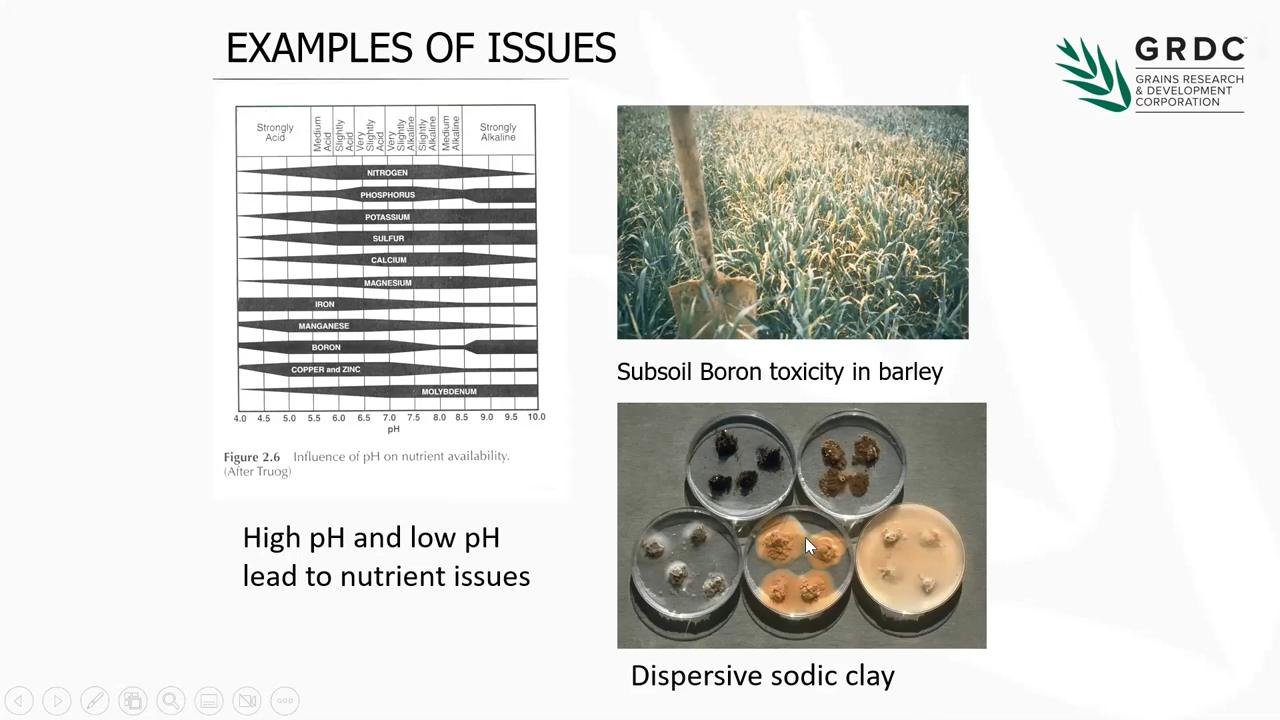 EXAMPLES OF ISSUES
GRDC™
GRAINS RESEARCH
& DEVELOPMENT
CORPORATION
Strongly
Acid
Medium
Acid
Slightly
Acid
Very
Slightly
Acid
Very
Slightly
Alkaline
Slightly
Alkaline
Medium
Alkaline
Strongly
Alkaline
NITROGEN
PHOSPHORUS
POTASSIUM
SULFUR
CALCIUM
MAGNESIUM
IRON
MANGANESE
BORON
COPPER and ZINC
MOLYBDENUM
4.0 4.5 5.0 5.5 6.0 6.5 7.0 7.5 8.0 8.5 9.0 9.5 10.0
pH
Figure 2.6 Influence of pH on nutrient availability.
(After Truog)
High pH and low pH
lead to nutrient issues
Subsoil Boron toxicity in barley
Dispersive sodic clay